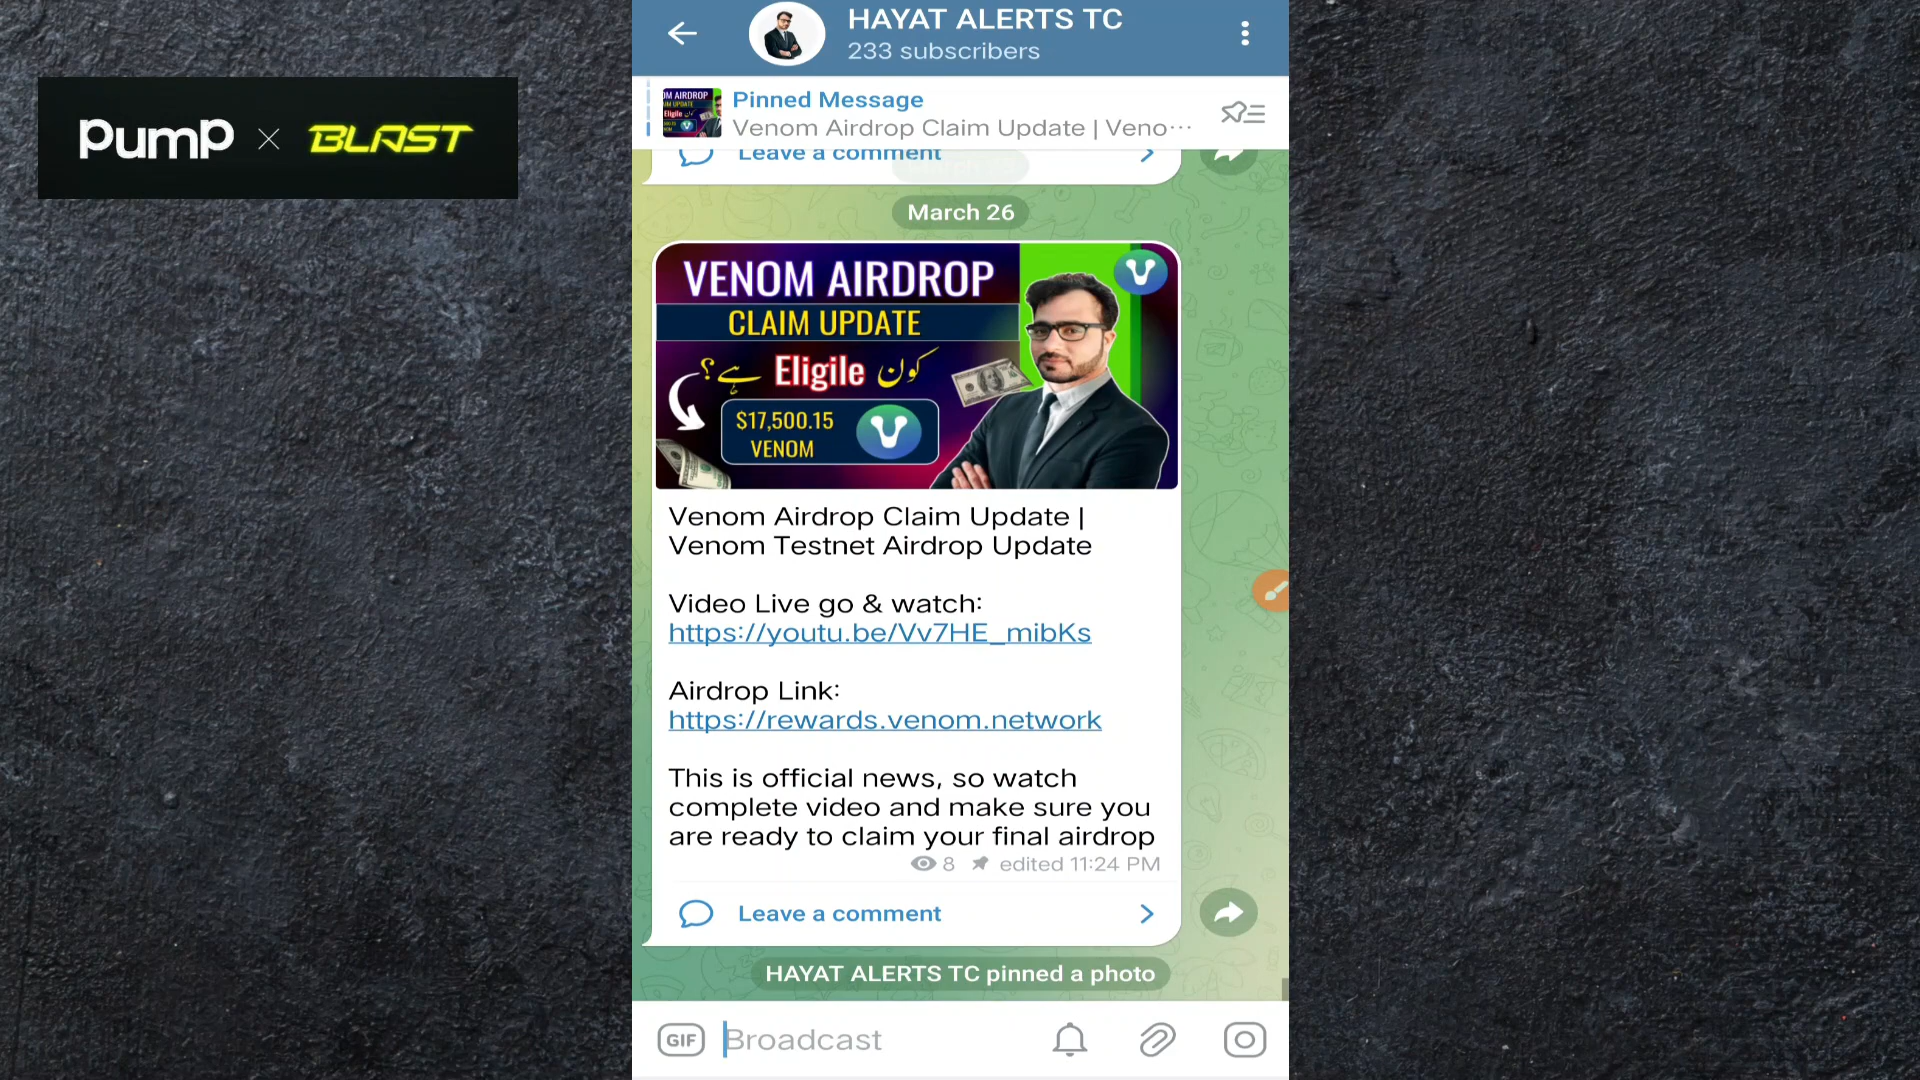 HAYAT ALERTS TC
233 subscribers
pump × BLAST
Pinned Message
Venom Airdrop Claim Update | Veno···
OM AIRDROP
Leave a comment
March 26
VENOM AIRDROP
CLAIM UPDATE
کون Eligile ہے؟
$17,500.15
VENOM
Venom Airdrop Claim Update |
Venom Testnet Airdrop Update
Video Live go & watch:
https://youtu.be/Vv7HE_mibKs
Airdrop Link:
https://rewards.venom.network
This is official news, so watch
complete video and make sure you
are ready to claim your final airdrop
8 edited 11:24 PM
Leave a comment
HAYAT ALERTS TC pinned a photo
GIF Broadcast